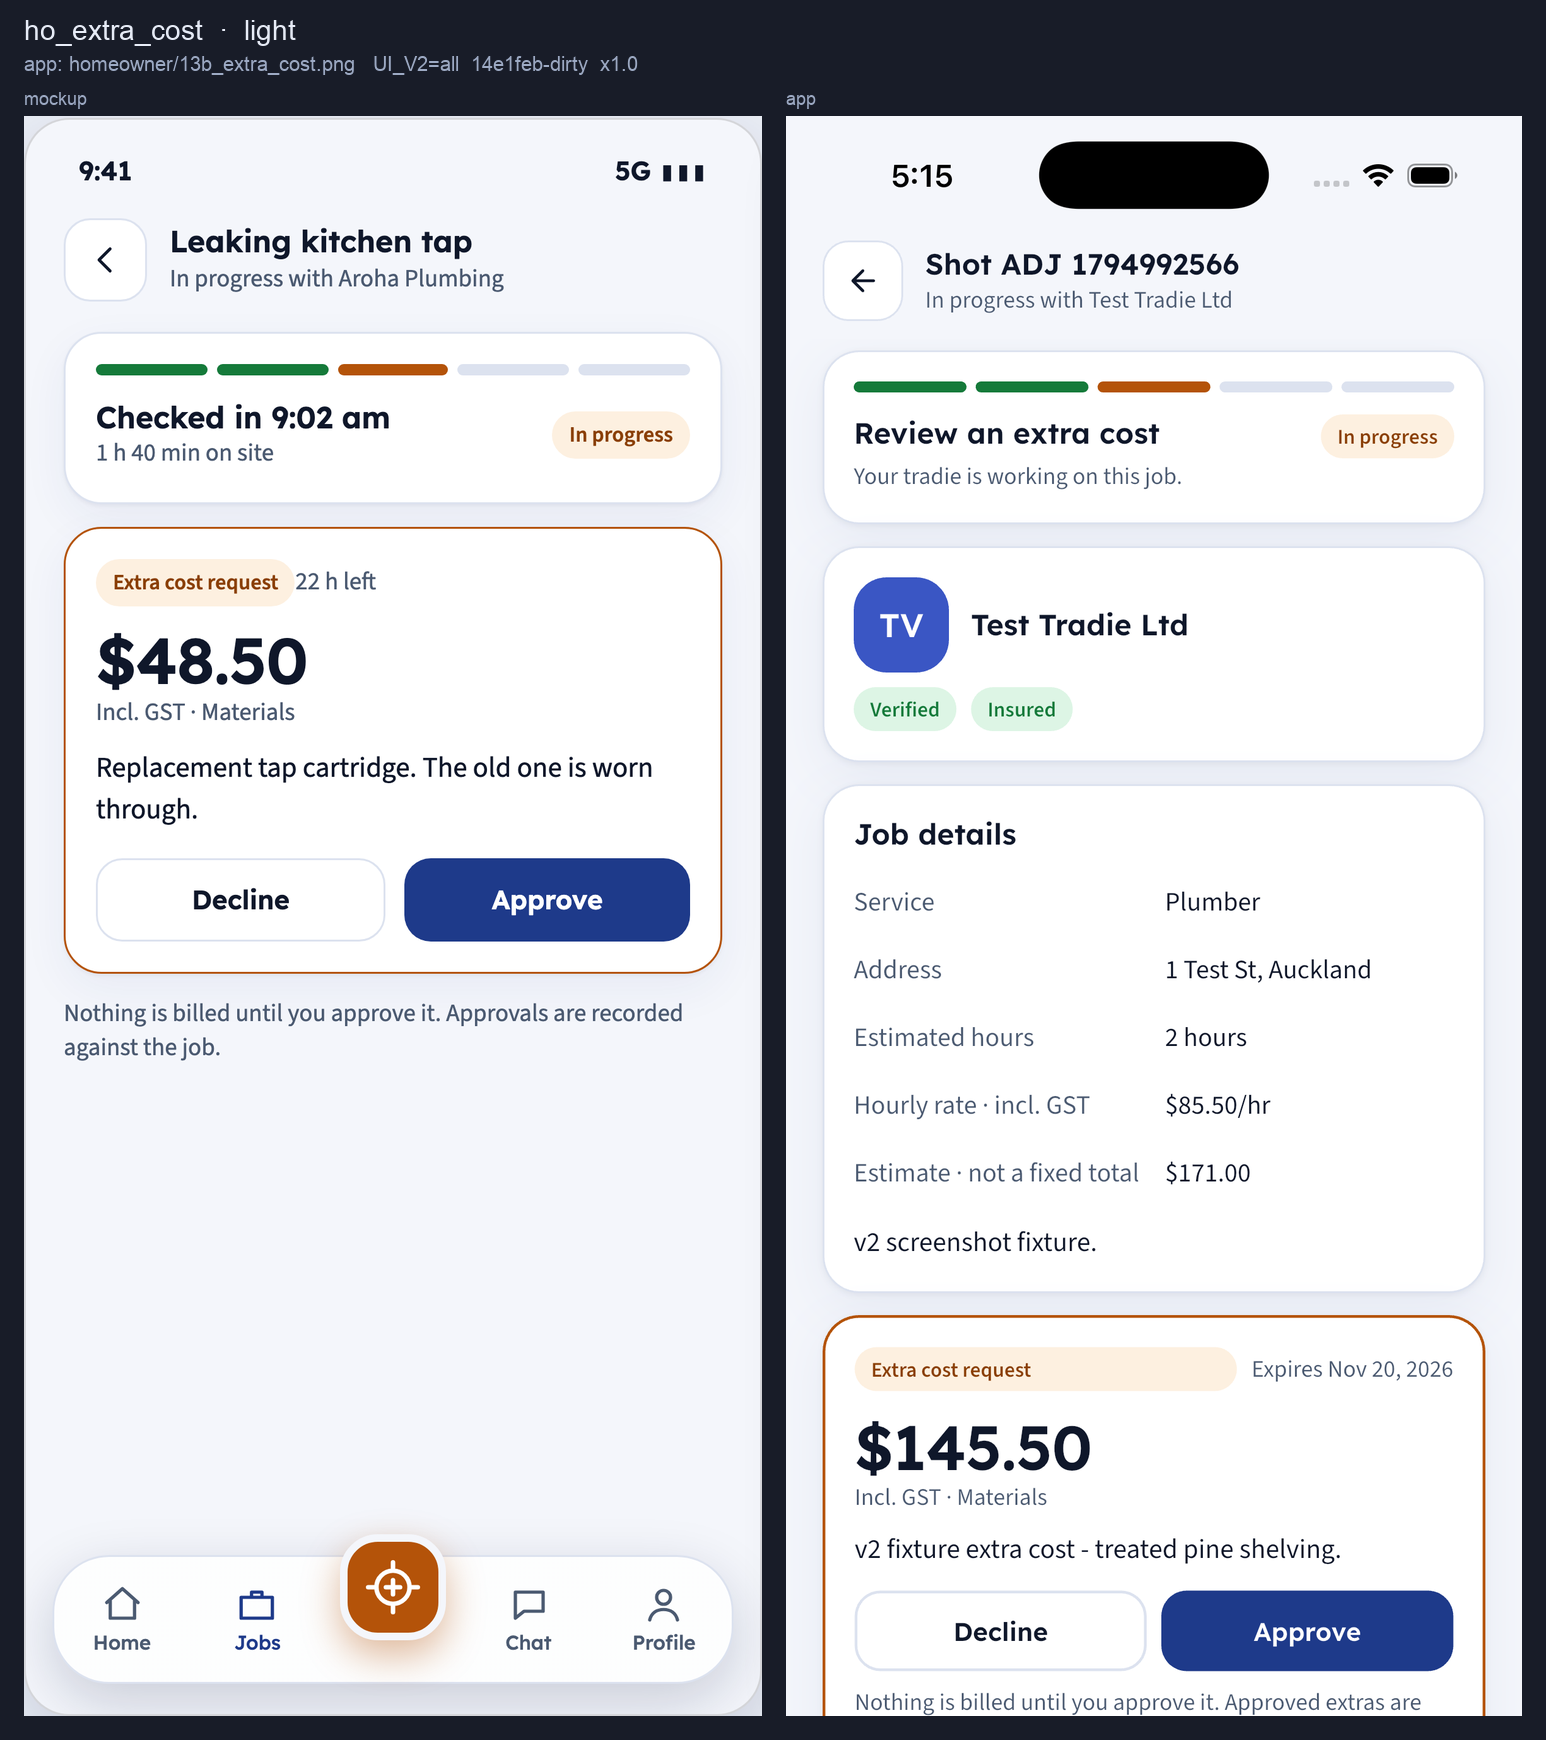 ho_extra_cost · light
app: homeowner/13b_extra_cost.png UI_V2=all 14e1feb-dirty x1.0
mockup
9:41
5G
Leaking kitchen tap
In progress with Aroha Plumbing
Checked in 9:02 am
1 h 40 min on site
In progress
Extra cost request
22 h left
$48.50
Incl. GST · Materials
Replacement tap cartridge. The old one is worn
through.
Decline
Approve
Nothing is billed until you approve it. Approvals are recorded
against the job.
Home
Jobs
Chat
Profile
app
5:15
Shot ADJ 1794992566
In progress with Test Tradie Ltd
Review an extra cost
Your tradie is working on this job.
In progress
TV
Test Tradie Ltd
Verified
Insured
Job details
Service Plumber
Address 1 Test St, Auckland
Estimated hours 2 hours
Hourly rate · incl. GST $85.50/hr
Estimate · not a fixed total $171.00
v2 screenshot fixture.
Extra cost request
Expires Nov 20, 2026
$145.50
Incl. GST · Materials
v2 fixture extra cost - treated pine shelving.
Decline
Approve
Nothing is billed until you approve it. Approved extras are